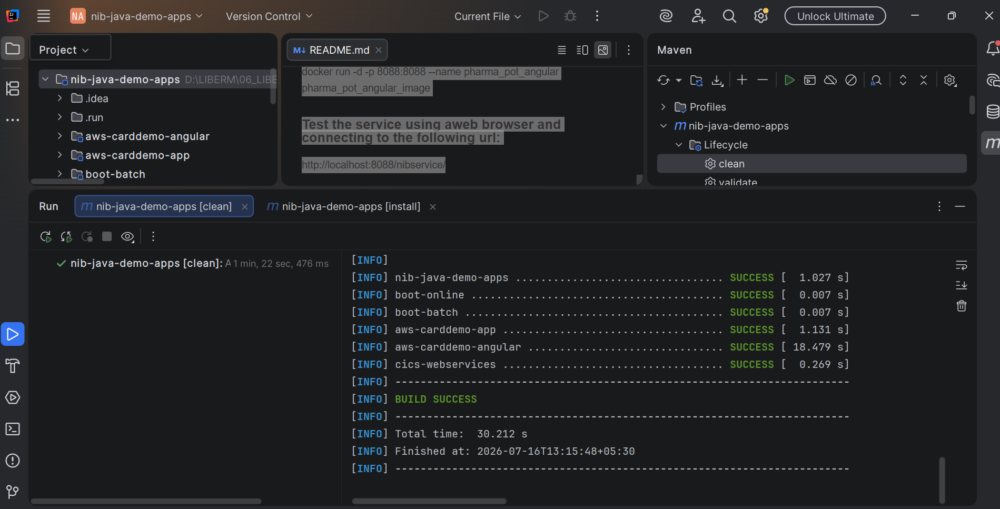 NA nib-java-demo-apps Version Control Current File Unlock Ultimate
Project
nib-java-demo-apps D:\LIBERM\06_LIBE
.idea
.run
aws-carddemo-angular
aws-carddemo-app
boot-batch
M↓ README.md
docker run -d -p 8088:8088 --name pharma_pot_angular
pharma_pot_angular_image
Test the service using aweb browser and
connecting to the following url:
http://localhost:8088/nibservice/
Maven
Profiles
m nib-java-demo-apps
Lifecycle
clean
validate
m
Run m nib-java-demo-apps [clean] m nib-java-demo-apps [install]
nib-java-demo-apps [clean]: A 1 min, 22 sec, 476 ms
[INFO]
[INFO] nib-java-demo-apps ................................. SUCCESS [  1.027 s]
[INFO] boot-online ........................................ SUCCESS [  0.007 s]
[INFO] boot-batch ......................................... SUCCESS [  0.007 s]
[INFO] aws-carddemo-app ................................... SUCCESS [  1.131 s]
[INFO] aws-carddemo-angular ............................... SUCCESS [ 18.479 s]
[INFO] cics-webservices ................................... SUCCESS [  0.269 s]
[INFO] ------------------------------------------------------------------------
[INFO] BUILD SUCCESS
[INFO] ------------------------------------------------------------------------
[INFO] Total time:  30.212 s
[INFO] Finished at: 2026-07-16T13:15:48+05:30
[INFO] ------------------------------------------------------------------------